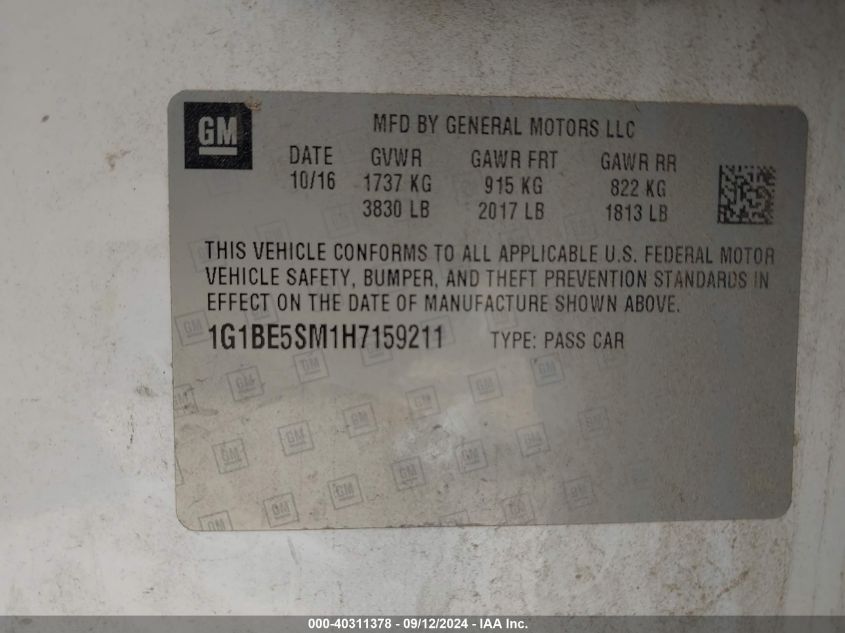 GM
MFD BY GENERAL MOTORS LLC
DATE GVWR GAWR FRT GAWR RR
10/16 1737 KG 915 KG 822 KG
3830 LB 2017 LB 1813 LB
THIS VEHICLE CONFORMS TO ALL APPLICABLE U.S. FEDERAL MOTOR
VEHICLE SAFETY, BUMPER, AND THEFT PREVENTION STANDARDS IN
EFFECT ON THE DATE OF MANUFACTURE SHOWN ABOVE.
1G1BE5SM1H7159211 TYPE: PASS CAR
000-40311378 - 09/12/2024 - IAA Inc.